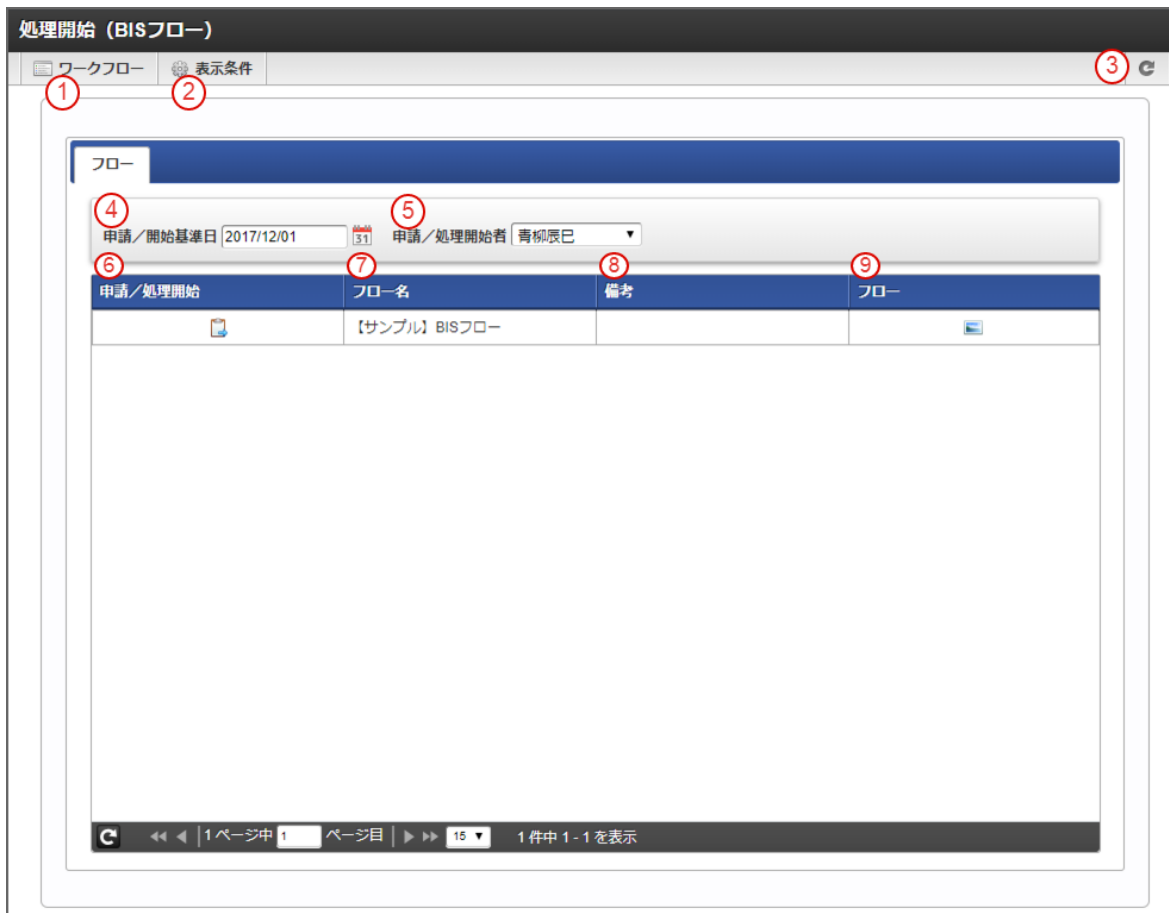 処理開始（BISフロー）
ワークフロー 表示条件 3
1 2
フロー
4 5
申請／開始基準日 2017/12/01 31 申請／処理開始者 青柳辰巳
6 7 8 9
申請／処理開始 フロー名 備考 フロー
【サンプル】BISフロー
1 ページ中 1 ページ目 15 1 件中 1 - 1 を表示